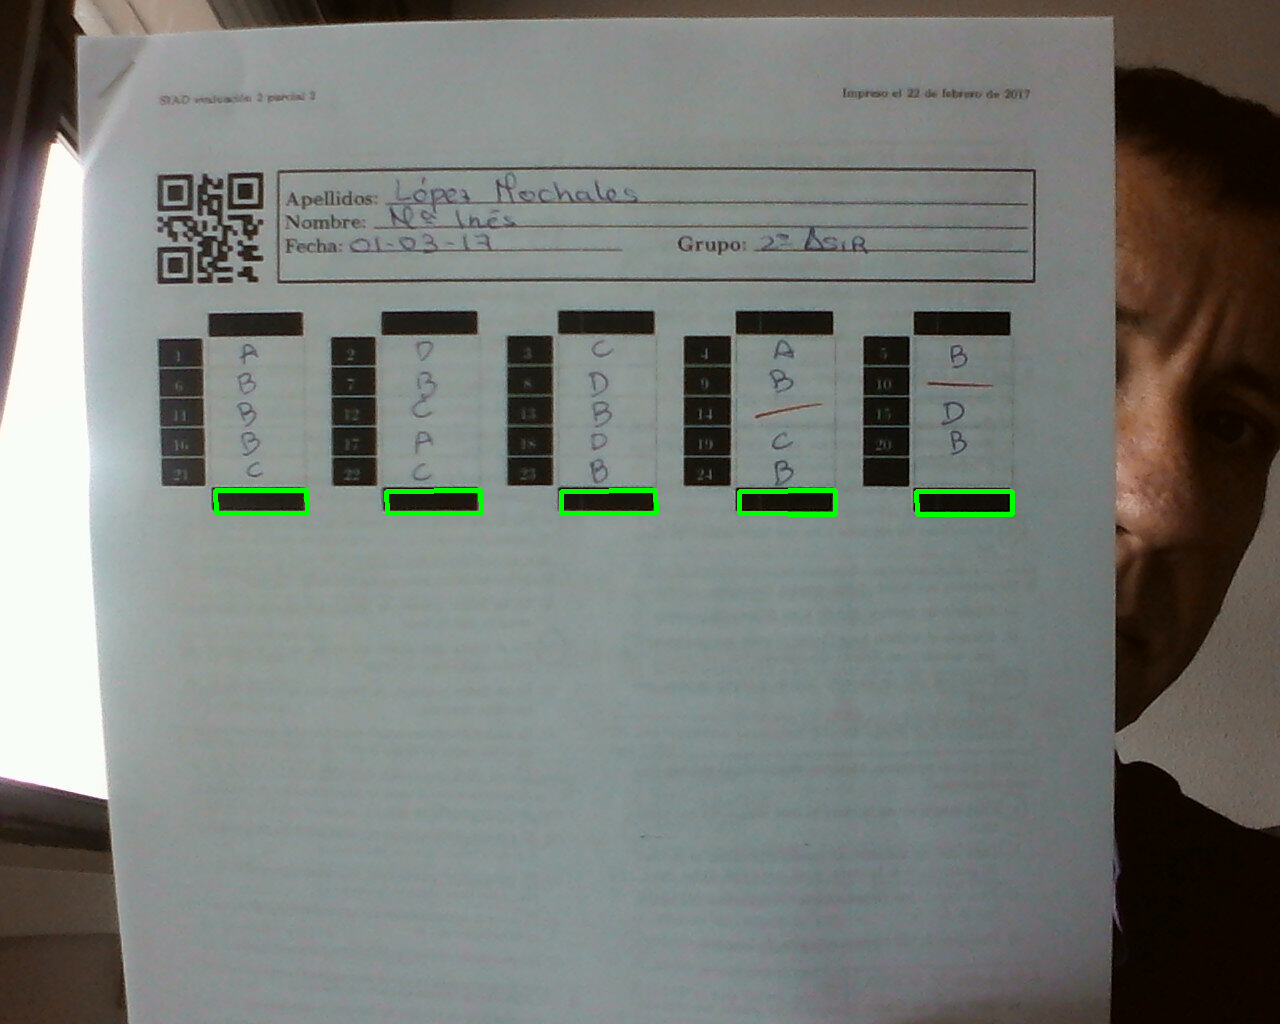 SIAD evaluación 2 parcial 2 Impreso el 22 de febrero de 2017
Apellidos: López Mochales
Nombre: Mª Inés
Fecha: 01-03-17 Grupo: 2º ASIR
1 A 2 D 3 C 4 A 5 B
6 B 7 B 8 D 9 B 10
11 B 12 C 13 B 14 15 D
16 B 17 A 18 D 19 C 20 B
21 C 22 C 23 B 24 B